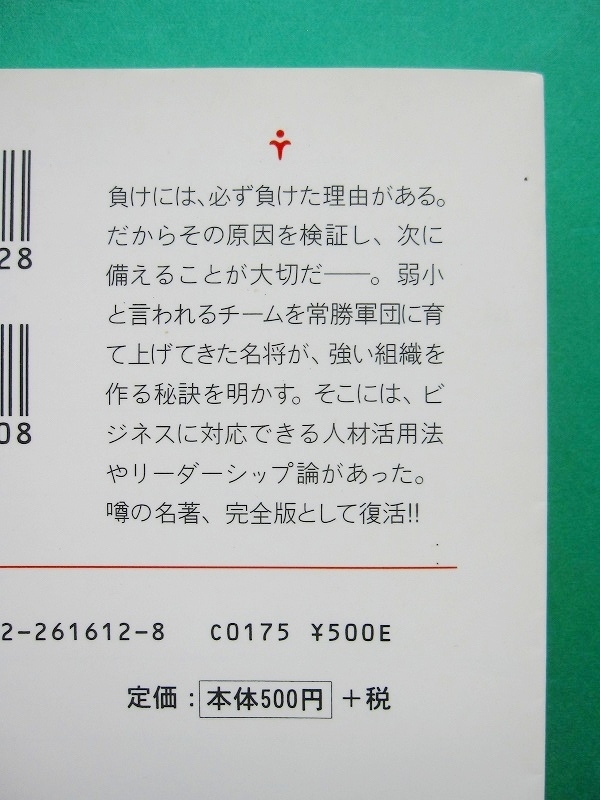 負けには、必ず負けた理由がある。
だからその原因を検証し、次に
備えることが大切だ――。弱小
と言われるチームを常勝軍団に育
て上げてきた名将が、強い組織を
作る秘訣を明かす。そこには、ビ
ジネスに対応できる人材活用法
やリーダーシップ論があった。
噂の名著、完全版として復活!!
28
08
2-261612-8 C0175 ¥500E
定価：本体500円＋税